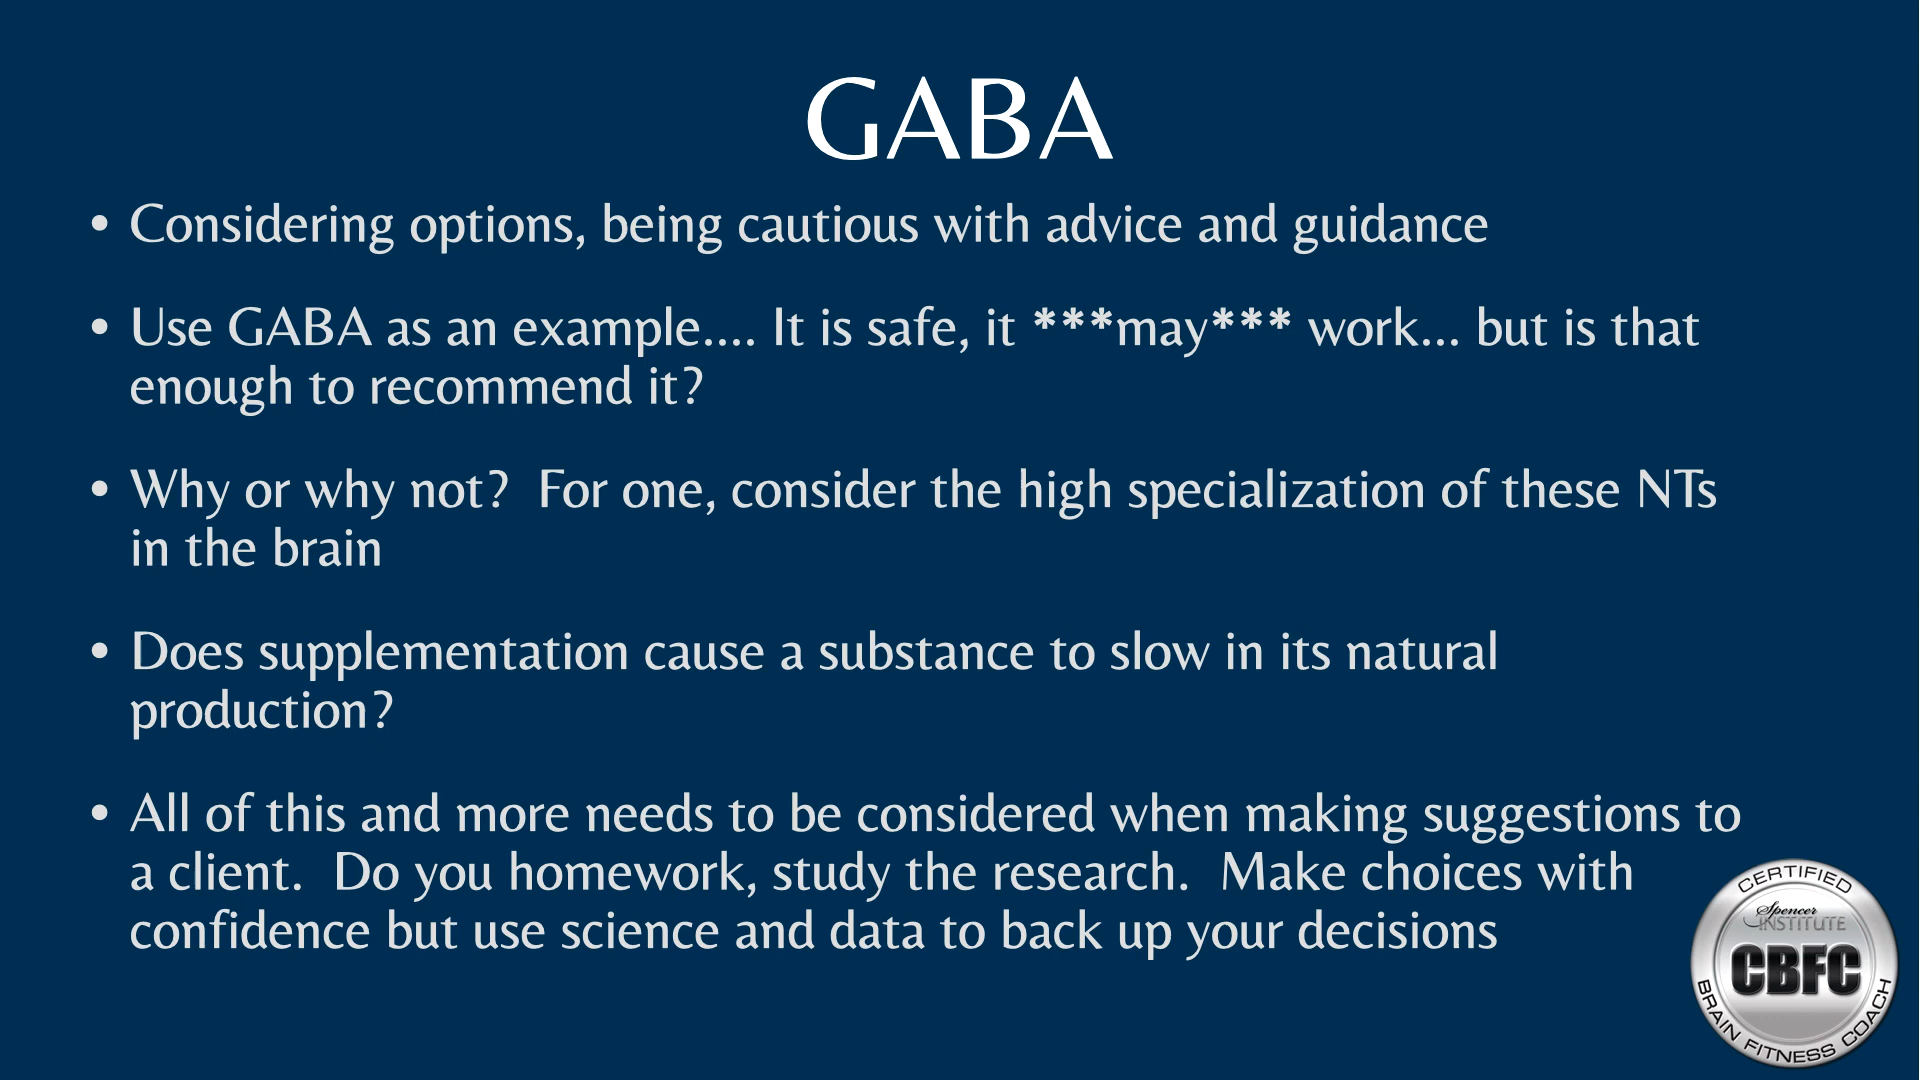 GABA
• Considering options, being cautious with advice and guidance
• Use GABA as an example.... It is safe, it ***may*** work... but is that
enough to recommend it?
• Why or why not?  For one, consider the high specialization of these NTs
in the brain
• Does supplementation cause a substance to slow in its natural
production?
• All of this and more needs to be considered when making suggestions to
a client.  Do you homework, study the research.  Make choices with
confidence but use science and data to back up your decisions
CERTIFIED
Spencer
INSTITUTE
CBFC
BRAIN FITNESS COACH